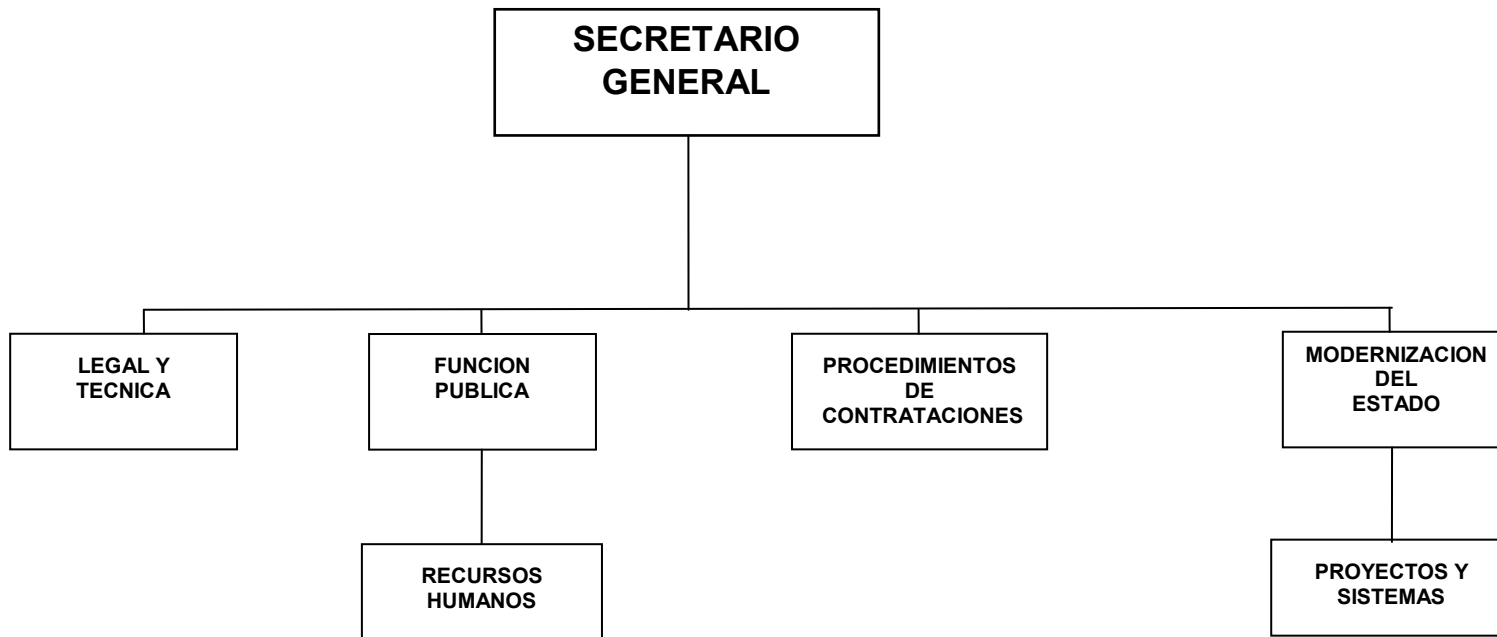 SECRETARIO
GENERAL
LEGAL Y
TECNICA
FUNCION
PUBLICA
PROCEDIMIENTOS
DE
CONTRATACIONES
MODERNIZACION
DEL
ESTADO
RECURSOS
HUMANOS
PROYECTOS Y
SISTEMAS